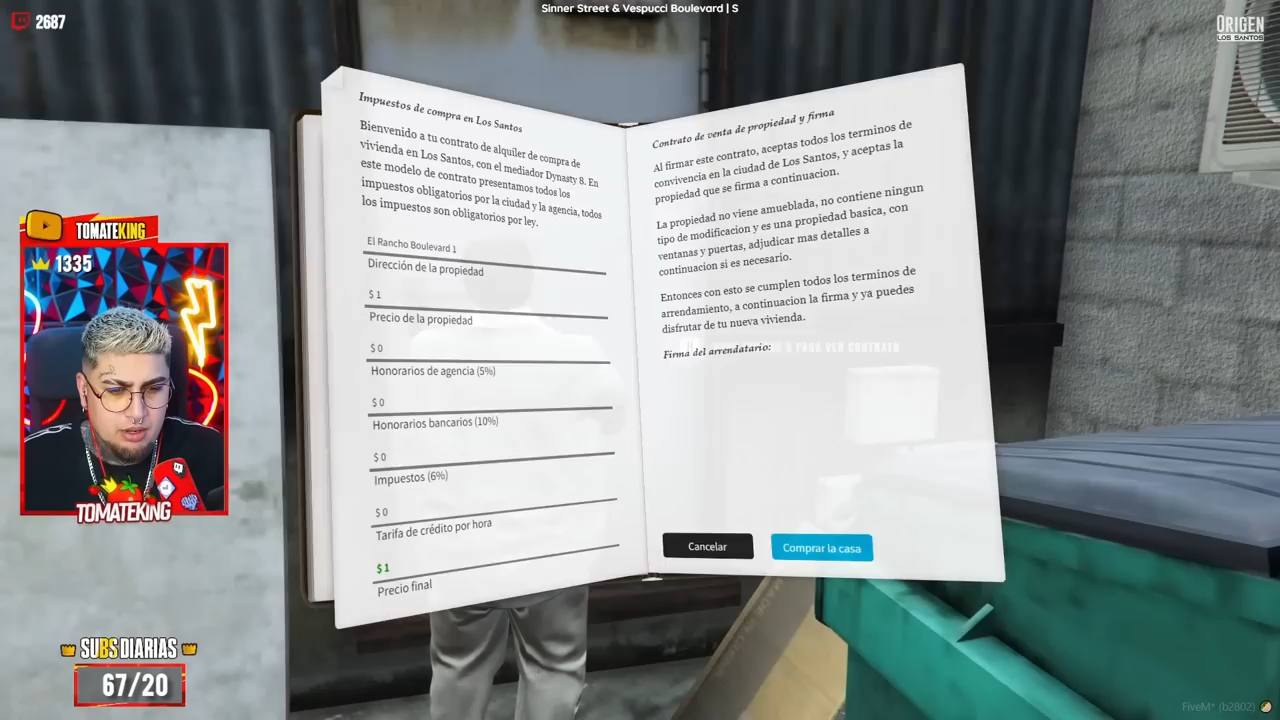 Sinner Street & Vespucci Boulevard | S
2687
ORIGEN
LOS SANTOS
Impuestos de compra en Los Santos
Bienvenido a tu contrato de alquiler de compra de
vivienda en Los Santos, con el mediador Dynasty 8. En
este modelo de contrato presentamos todos los
impuestos obligatorios por la ciudad y la agencia, todos
los impuestos son obligatorios por ley.
El Rancho Boulevard 1
Dirección de la propiedad
$ 1
Precio de la propiedad
$ 0
Honorarios de agencia (5%)
$ 0
Honorarios bancarios (10%)
$ 0
Impuestos (6%)
$ 0
Tarifa de crédito por hora
$ 1
Precio final
Contrato de venta de propiedad y firma
Al firmar este contrato, aceptas todos los terminos de
convivencia en la ciudad de Los Santos, y aceptas la
propiedad que se firma a continuacion.
La propiedad no viene amueblada, no contiene ningun
tipo de modificacion y es una propiedad basica, con
ventanas y puertas, adjudicar mas detalles a
continuacion si es necesario.
Entonces con esto se cumplen todos los terminos de
arrendamiento, a continuacion la firma y ya puedes
disfrutar de tu nueva vivienda.
Firma del arrendatario:
PARA VER CONTRATO
Cancelar
Comprar la casa
TOMATEKING
1335
TOMATEKING
SUBS DIARIAS
67/20
FiveM* (b2802)